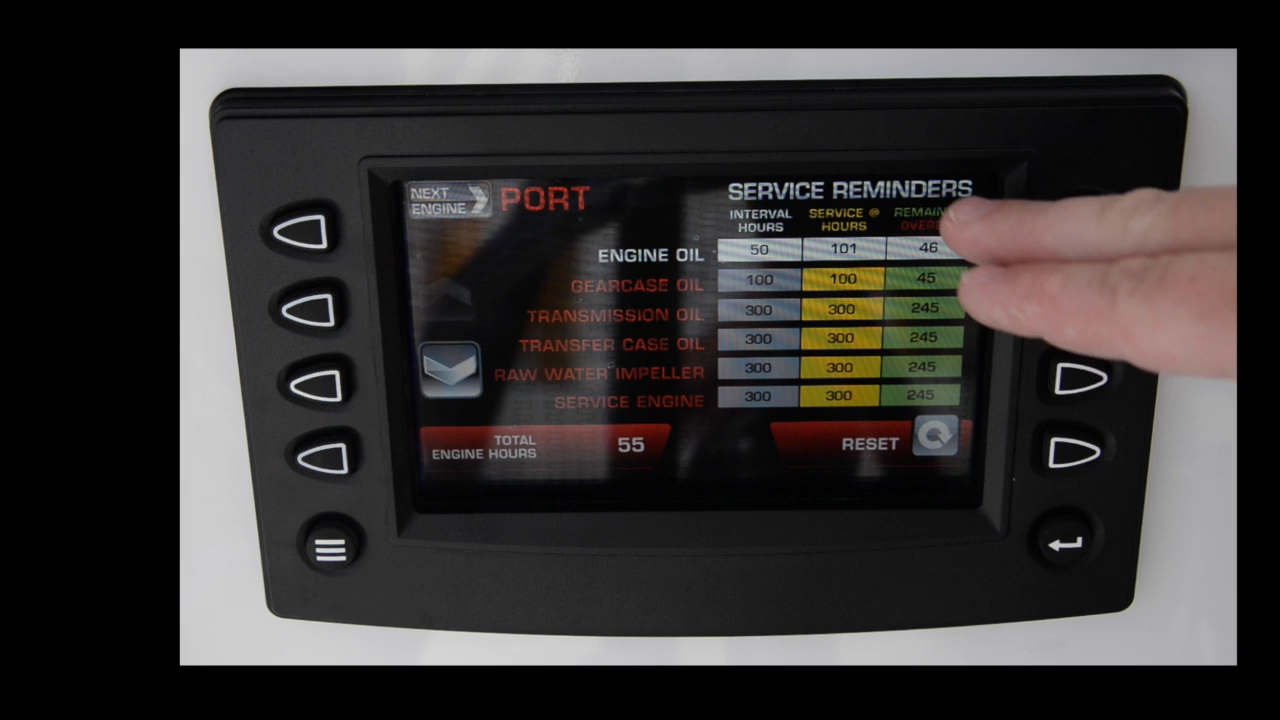 NEXT ENGINE PORT
SERVICE REMINDERS
INTERVAL HOURS SERVICE @ HOURS
ENGINE OIL 50 101 46
GEARCASE OIL 100 100 45
TRANSMISSION OIL 300 300 245
TRANSFER CASE OIL 300 300 245
RAW WATER IMPELLER 300 300 245
SERVICE ENGINE 300 300 245
TOTAL ENGINE HOURS 55 RESET